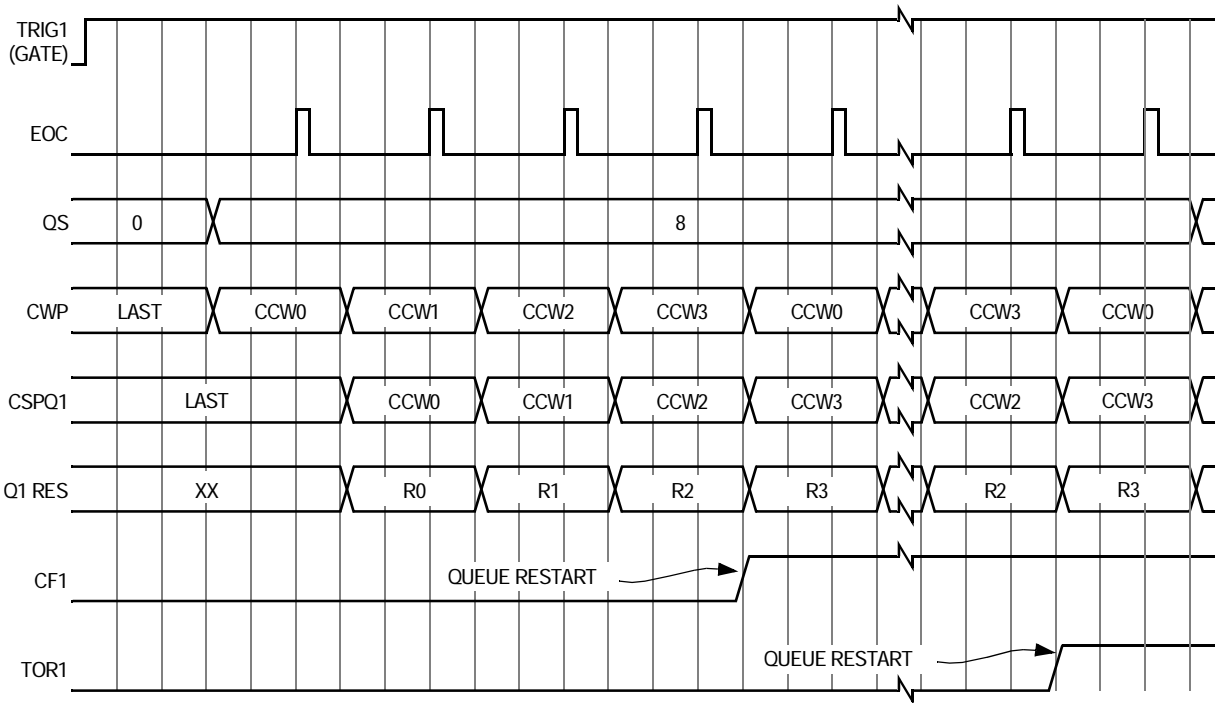 TRIG1
(GATE)
EOC
QS 0 8
CWP LAST CCW0 CCW1 CCW2 CCW3 CCW0 CCW3 CCW0
CSPQ1 LAST CCW0 CCW1 CCW2 CCW3 CCW2 CCW3
Q1 RES XX R0 R1 R2 R3 R2 R3
CF1 QUEUE RESTART
TOR1 QUEUE RESTART